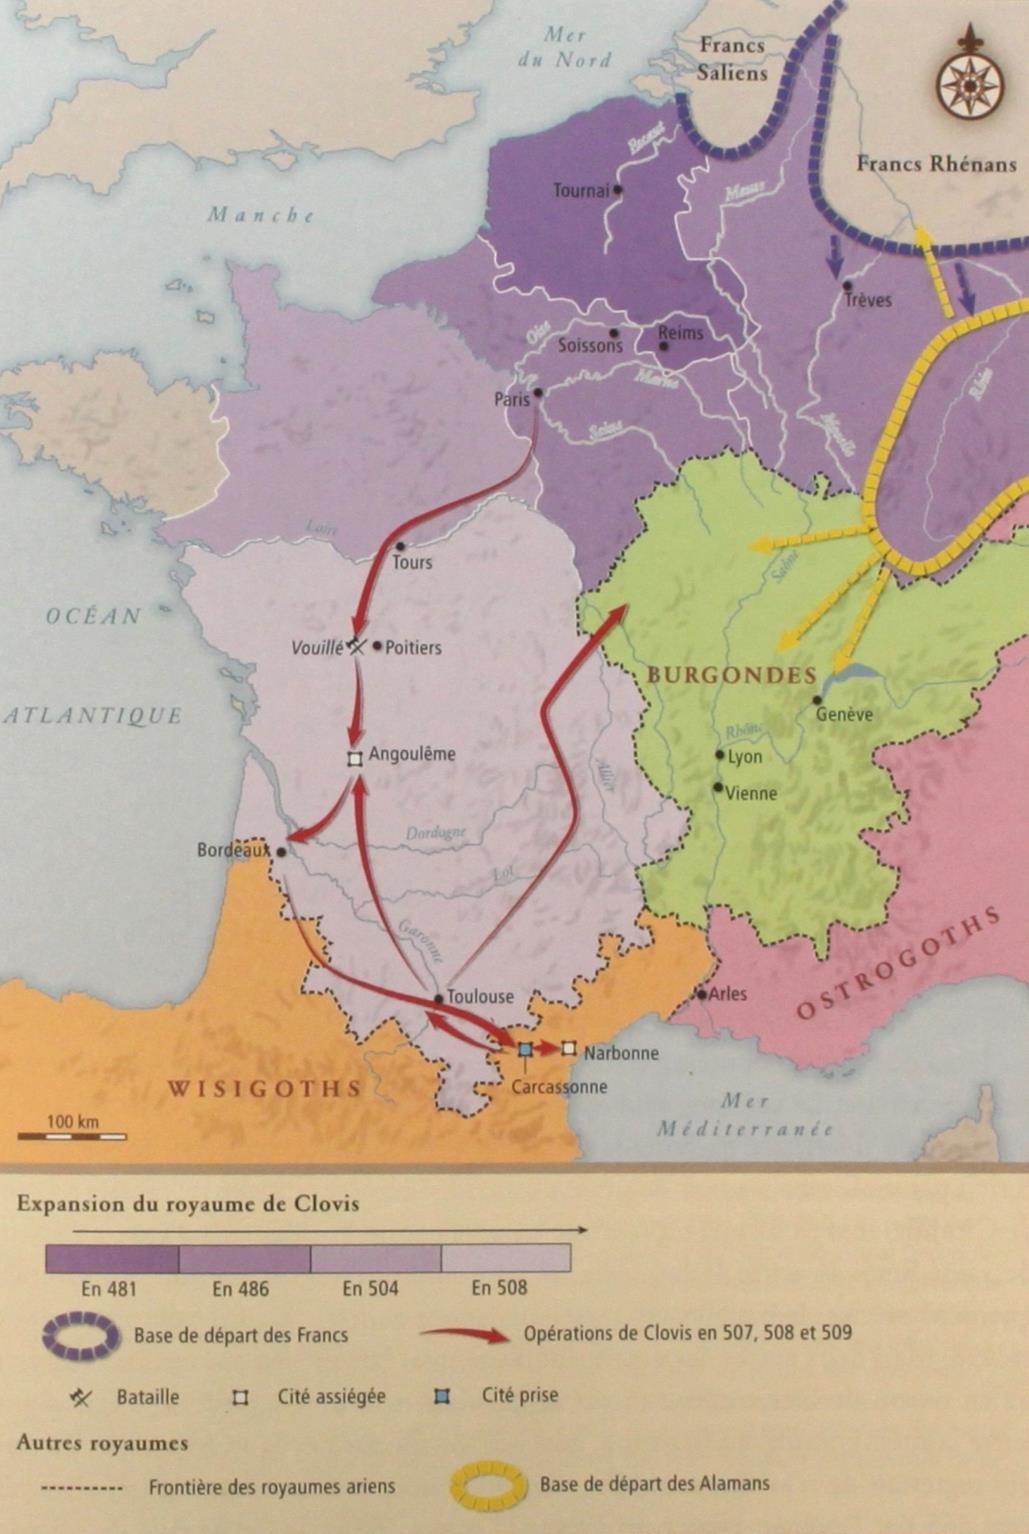 Mer
du Nord
Francs
Saliens
Francs Rhénans
Escaut
Tournai
Meuse
Manche
Trèves
Oise
Soissons
Reims
Marne
Rhin
Paris
Seine
Moselle
Loire
Tours
Saône
OCÉAN
ATLANTIQUE
Vouillé
Poitiers
BURGONDES
Genève
Rhône
Angoulême
Lyon
Allier
Vienne
Dordogne
Bordeaux
Lot
Garonne
OSTROGOTHS
Toulouse
Arles
Narbonne
WISIGOTHS
Carcassonne
Mer
Méditerranée
100 km
Expansion du royaume de Clovis
En 481 En 486 En 504 En 508
Base de départ des Francs Opérations de Clovis en 507, 508 et 509
Bataille Cité assiégée Cité prise
Autres royaumes
Frontière des royaumes ariens Base de départ des Alamans